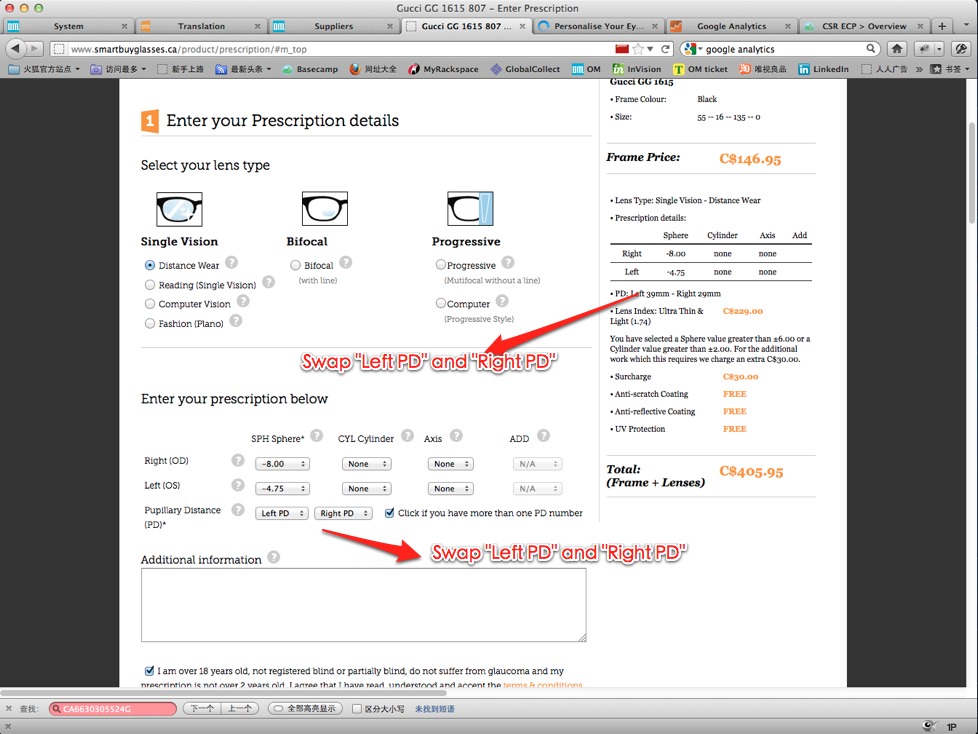 Gucci GG 1615 807 – Enter Prescription
System
Translation
Suppliers
Gucci GG 1615 807 ...
Personalise Your Ey...
Google Analytics
CSR ECP > Overview
www.smartbuyglasses.ca/product/prescription/#m_top
google analytics
火狐官方站点
访问最多
新手上路
最新头条
Basecamp
网址大全
MyRackspace
GlobalCollect
OM
InVision
OM ticket
唯视良品
LinkedIn
人人广告
»
书签
1 Enter your Prescription details
Select your lens type
Single Vision
Distance Wear
Reading (Single Vision)
Computer Vision
Fashion (Plano)
Bifocal
Bifocal
(with line)
Progressive
Progressive
(Mutifocal without a line)
Computer
(Progressive Style)
Swap "Left PD" and "Right PD"
Enter your prescription below
SPH Sphere* CYL Cylinder Axis ADD
Right (OD) -8.00 None None N/A
Left (OS) -4.75 None None N/A
Pupillary Distance (PD)* Left PD Right PD Click if you have more than one PD number
Swap "Left PD" and "Right PD"
Additional information
I am over 18 years old, not registered blind or partially blind, do not suffer from glaucoma and my
prescription is not over 2 years old. I agree that I have read, understood and accept the terms & conditions
Gucci GG 1615
• Frame Colour: Black
• Size: 55 -- 16 -- 135 -- 0
Frame Price: C$146.95
• Lens Type: Single Vision - Distance Wear
• Prescription details:
Sphere Cylinder Axis Add
Right -8.00 none none
Left -4.75 none none
• PD: Left 39mm - Right 29mm
• Lens Index: Ultra Thin & C$229.00
Light (1.74)
You have selected a Sphere value greater than ±6.00 or a
Cylinder value greater than ±2.00. For the additional
work which this requires we charge an extra C$30.00.
• Surcharge C$30.00
• Anti-scratch Coating FREE
• Anti-reflective Coating FREE
• UV Protection FREE
Total: C$405.95
(Frame + Lenses)
查找: CA6630305524G 下一个 上一个 全部高亮显示 区分大小写 未找到短语
1P